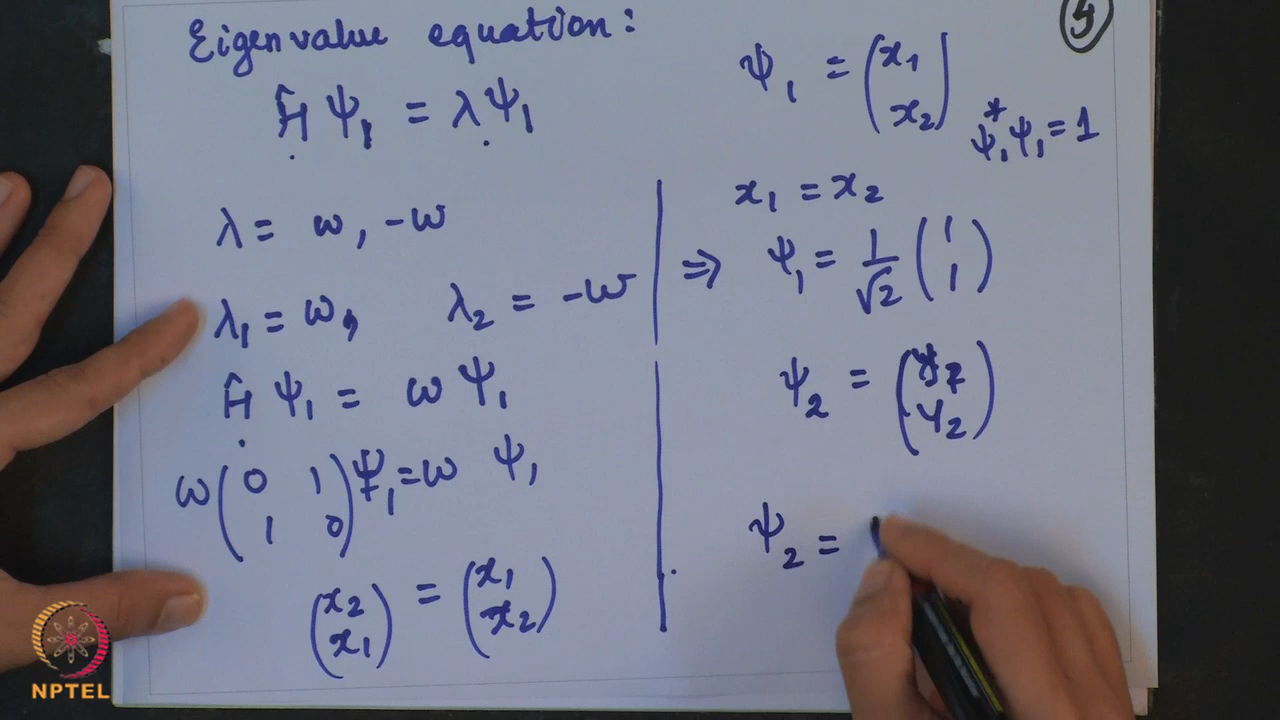 Eigenvalue equation:
Ĥ ψ₁ = λ ψ₁
λ = ω, -ω
λ₁ = ω, λ₂ = -ω
Ĥ ψ₁ = ω ψ₁
ω (0 1
1 0) ψ₁ = ω ψ₁
(x₂
x₁) = (x₁
x₂)
5
ψ₁ = (x₁
x₂)
ψ₁* ψ₁ = 1
x₁ = x₂
⇒ ψ₁ = 1/√2 (1
1)
ψ₂ = (
y₂)
ψ₂ =
NPTEL